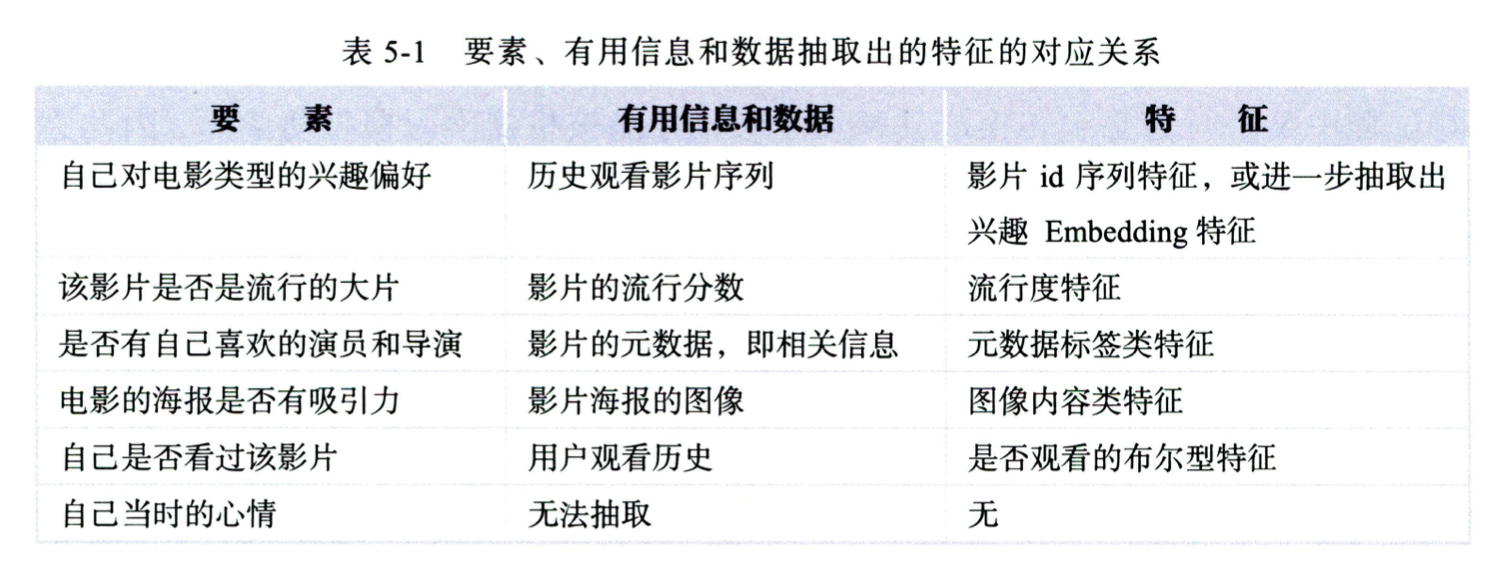 表 5-1 要素、有用信息和数据抽取出的特征的对应关系
要 素 有用信息和数据 特 征
自己对电影类型的兴趣偏好 历史观看影片序列 影片 id 序列特征，或进一步抽取出
兴趣 Embedding 特征
该影片是否是流行的大片 影片的流行分数 流行度特征
是否有自己喜欢的演员和导演 影片的元数据，即相关信息 元数据标签类特征
电影的海报是否有吸引力 影片海报的图像 图像内容类特征
自己是否看过该影片 用户观看历史 是否观看的布尔型特征
自己当时的心情 无法抽取 无